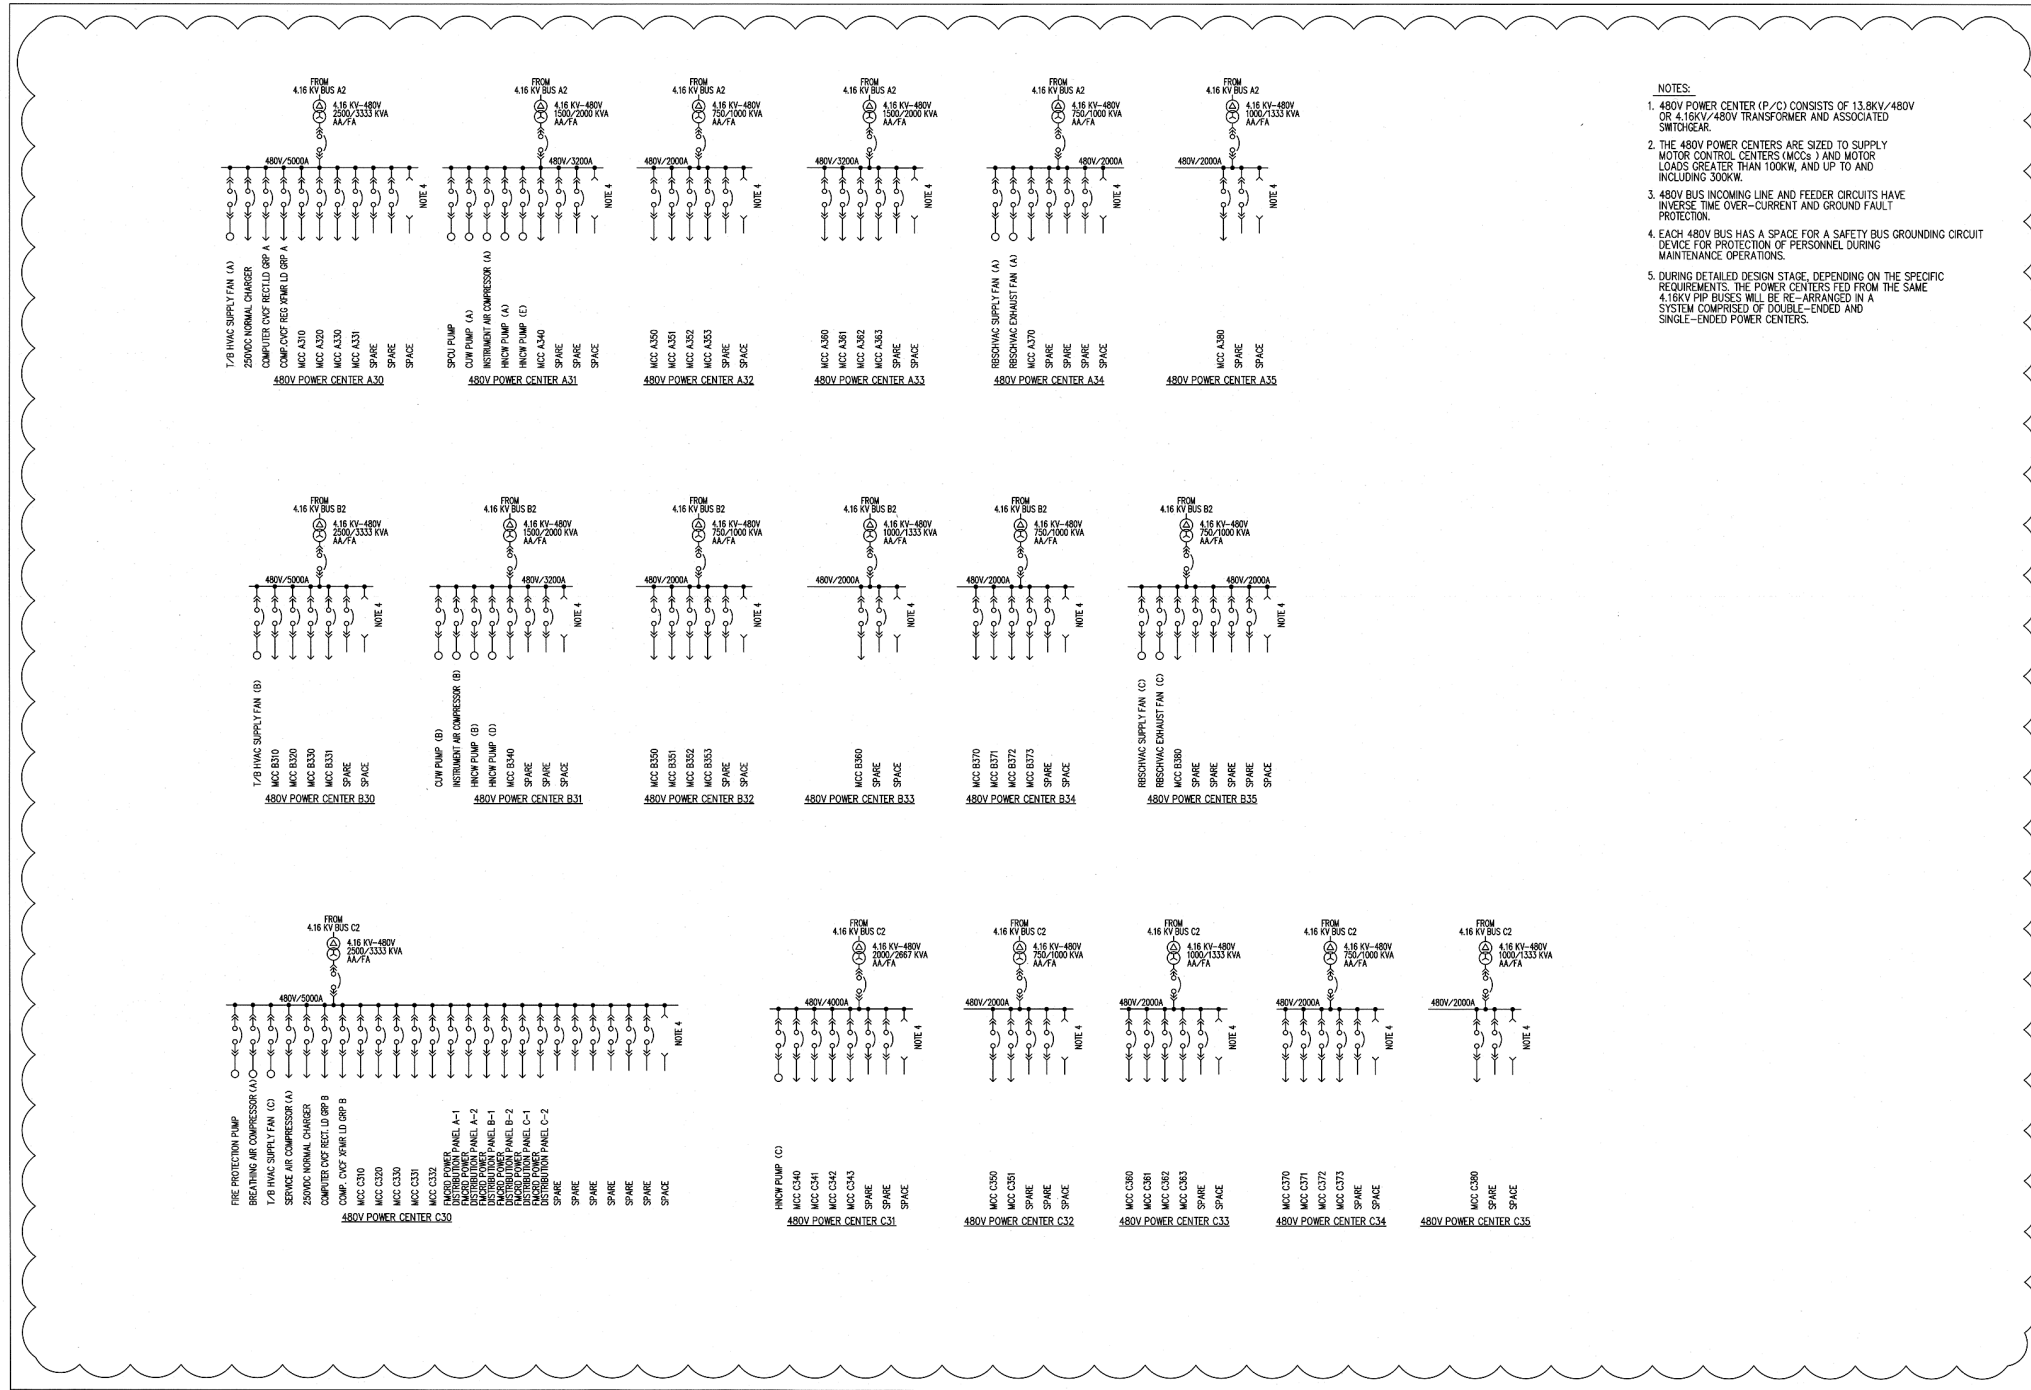 FROM
4.16 KV BUS A2
4.16 KV-480V
2500/3333 KVA
AA/FA
480V/5000A
NOTE 4
T/B HVAC SUPPLY FAN (A)
250VDC NORMAL CHARGER
COMPUTER CVCF RECT.LD GRP A
COMP.CVCF REG XFMR LD GRP A
MCC A310
MCC A320
MCC A330
MCC A331
SPARE
SPARE
SPACE
480V POWER CENTER A30
FROM
4.16 KV BUS A2
4.16 KV-480V
1500/2000 KVA
AA/FA
480V/3200A
NOTE 4
SPCU PUMP
CUW PUMP (A)
INSTRUMENT AIR COMPRESSOR (A)
HNCW PUMP (A)
HNCW PUMP (E)
MCC A340
SPARE
SPARE
SPACE
480V POWER CENTER A31
FROM
4.16 KV BUS A2
4.16 KV-480V
750/1000 KVA
AA/FA
480V/2000A
NOTE 4
MCC A350
MCC A351
MCC A352
MCC A353
SPARE
SPACE
480V POWER CENTER A32
FROM
4.16 KV BUS A2
4.16 KV-480V
1500/2000 KVA
AA/FA
480V/3200A
NOTE 4
MCC A360
MCC A361
MCC A362
MCC A363
SPARE
SPACE
480V POWER CENTER A33
FROM
4.16 KV BUS A2
4.16 KV-480V
750/1000 KVA
AA/FA
480V/2000A
NOTE 4
RBSCHVAC SUPPLY FAN (A)
RBSCHVAC EXHAUST FAN (A)
MCC A370
SPARE
SPARE
SPARE
SPACE
480V POWER CENTER A34
FROM
4.16 KV BUS A2
4.16 KV-480V
1000/1333 KVA
AA/FA
480V/2000A
NOTE 4
MCC A380
SPARE
SPACE
480V POWER CENTER A35
NOTES:
1. 480V POWER CENTER (P/C) CONSISTS OF 13.8KV/480V
OR 4.16KV/480V TRANSFORMER AND ASSOCIATED
SWITCHGEAR.
2. THE 480V POWER CENTERS ARE SIZED TO SUPPLY
MOTOR CONTROL CENTERS (MCCs ) AND MOTOR
LOADS GREATER THAN 100KW, AND UP TO AND
INCLUDING 300KW.
3. 480V BUS INCOMING LINE AND FEEDER CIRCUITS HAVE
INVERSE TIME OVER-CURRENT AND GROUND FAULT
PROTECTION.
4. EACH 480V BUS HAS A SPACE FOR A SAFETY BUS GROUNDING CIRCUIT
DEVICE FOR PROTECTION OF PERSONNEL DURING
MAINTENANCE OPERATIONS.
5. DURING DETAILED DESIGN STAGE, DEPENDING ON THE SPECIFIC
REQUIREMENTS. THE POWER CENTERS FED FROM THE SAME
4.16KV PIP BUSES WILL BE RE-ARRANGED IN A
SYSTEM COMPRISED OF DOUBLE-ENDED AND
SINGLE-ENDED POWER CENTERS.
FROM
4.16 KV BUS B2
4.16 KV-480V
2500/3333 KVA
AA/FA
480V/5000A
NOTE 4
T/B HVAC SUPPLY FAN (B)
MCC B310
MCC B320
MCC B330
MCC B331
SPARE
SPACE
480V POWER CENTER B30
FROM
4.16 KV BUS B2
4.16 KV-480V
1500/2000 KVA
AA/FA
480V/3200A
NOTE 4
CUW PUMP (B)
INSTRUMENT AIR COMPRESSOR (B)
HNCW PUMP (B)
HNCW PUMP (D)
MCC B340
SPARE
SPARE
SPACE
480V POWER CENTER B31
FROM
4.16 KV BUS B2
4.16 KV-480V
750/1000 KVA
AA/FA
480V/2000A
NOTE 4
MCC B350
MCC B351
MCC B352
MCC B353
SPARE
SPACE
480V POWER CENTER B32
FROM
4.16 KV BUS B2
4.16 KV-480V
1000/1333 KVA
AA/FA
480V/2000A
NOTE 4
MCC B360
SPARE
SPACE
480V POWER CENTER B33
FROM
4.16 KV BUS B2
4.16 KV-480V
750/1000 KVA
AA/FA
480V/2000A
NOTE 4
MCC B370
MCC B371
MCC B372
MCC B373
SPARE
SPACE
480V POWER CENTER B34
FROM
4.16 KV BUS B2
4.16 KV-480V
750/1000 KVA
AA/FA
480V/2000A
NOTE 4
RBSCHVAC SUPPLY FAN (C)
RBSCHVAC EXHAUST FAN (C)
MCC B380
SPARE
SPARE
SPARE
SPARE
SPACE
480V POWER CENTER B35
FROM
4.16 KV BUS C2
4.16 KV-480V
2500/3333 KVA
AA/FA
480V/5000A
NOTE 4
FIRE PROTECTION PUMP
BREATHING AIR COMPRESSOR(A)
T/B HVAC SUPPLY FAN (C)
SERVICE AIR COMPRESSOR(A)
250VDC NORMAL CHARGER
COMPUTER CVCF RECT. LD GRP B
COMP. CVCF XFMR LD GRP B
MCC C310
MCC C320
MCC C330
MCC C331
MCC C332
FMCRD POWER
DISTRIBUTION PANEL A-1
FMCRD POWER
DISTRIBUTION PANEL A-2
FMCRD POWER
DISTRIBUTION PANEL B-1
FMCRD POWER
DISTRIBUTION PANEL B-2
FMCRD POWER
DISTRIBUTION PANEL C-1
FMCRD POWER
DISTRIBUTION PANEL C-2
SPARE
SPARE
SPARE
SPARE
SPARE
SPARE
SPACE
480V POWER CENTER C30
FROM
4.16 KV BUS C2
4.16 KV-480V
2000/2667 KVA
AA/FA
480V/4000A
NOTE 4
HNCW PUMP (C)
MCC C340
MCC C341
MCC C342
MCC C343
SPARE
SPARE
SPACE
480V POWER CENTER C31
FROM
4.16 KV BUS C2
4.16 KV-480V
750/1000 KVA
AA/FA
480V/2000A
NOTE 4
MCC C350
MCC C351
SPARE
SPARE
SPACE
480V POWER CENTER C32
FROM
4.16 KV BUS C2
4.16 KV-480V
1000/1333 KVA
AA/FA
480V/2000A
NOTE 4
MCC C360
MCC C361
MCC C362
MCC C363
SPARE
SPACE
480V POWER CENTER C33
FROM
4.16 KV BUS C2
4.16 KV-480V
750/1000 KVA
AA/FA
480V/2000A
NOTE 4
MCC C370
MCC C371
MCC C372
MCC C373
SPARE
SPACE
480V POWER CENTER C34
FROM
4.16 KV BUS C2
4.16 KV-480V
1000/1333 KVA
AA/FA
480V/2000A
NOTE 4
MCC C380
SPARE
SPACE
480V POWER CENTER C35